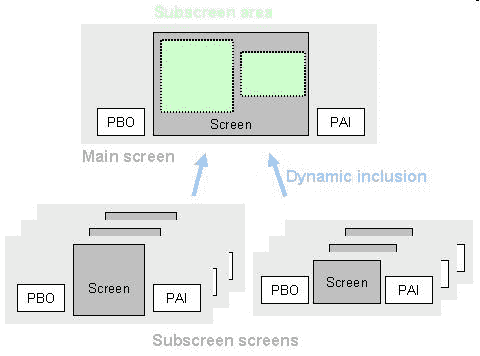 Subscreen area
PBO
Screen
PAI
Main screen
Dynamic inclusion
PBO
Screen
PAI
PBO
Screen
PAI
Subscreen screens